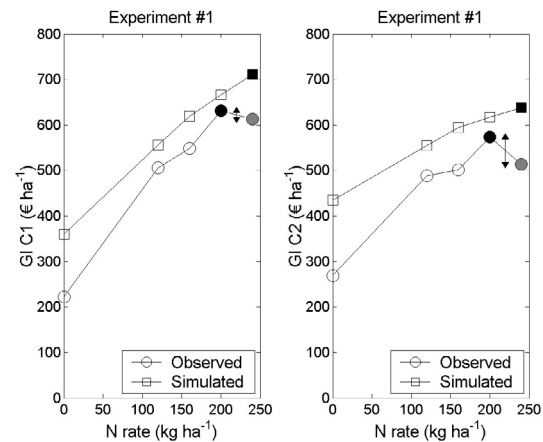 Experiment #1
GI C1 (€ ha-1)
800
700
600
500
400
300
200
100
0
0 50 100 150 200 250
N rate (kg ha-1)
Observed
Simulated
Experiment #1
GI C2 (€ ha-1)
800
700
600
500
400
300
200
100
0
0 50 100 150 200 250
N rate (kg ha-1)
Observed
Simulated